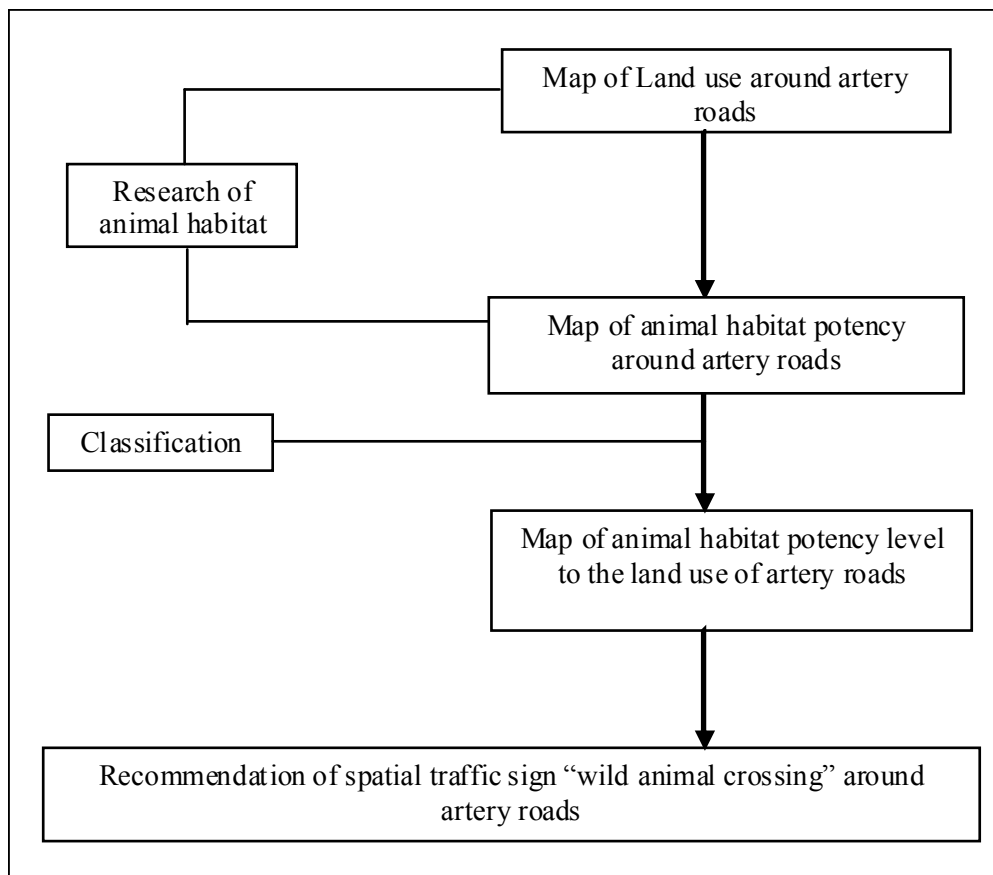 Map of Land use around artery
roads
Research of
animal habitat
Map of animal habitat potency
around artery roads
Classification
Map of animal habitat potency level
to the land use of artery roads
Recommendation of spatial traffic sign “wild animal crossing” around
artery roads